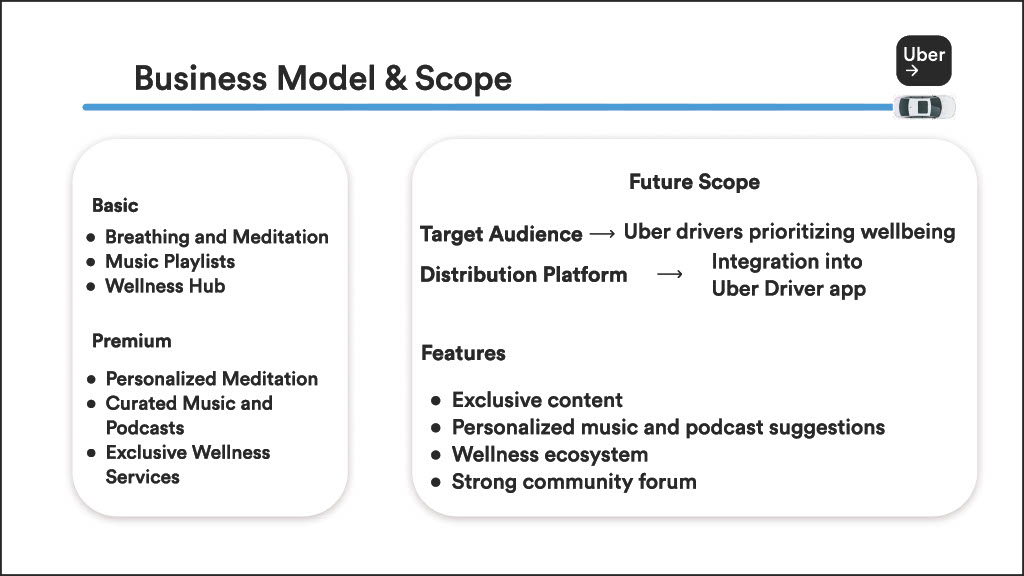 Uber
→
Business Model & Scope
Basic
● Breathing and Meditation
● Music Playlists
● Wellness Hub
Premium
● Personalized Meditation
● Curated Music and
Podcasts
● Exclusive Wellness
Services
Future Scope
Target Audience → Uber drivers prioritizing wellbeing
Distribution Platform → Integration into
Uber Driver app
Features
● Exclusive content
● Personalized music and podcast suggestions
● Wellness ecosystem
● Strong community forum